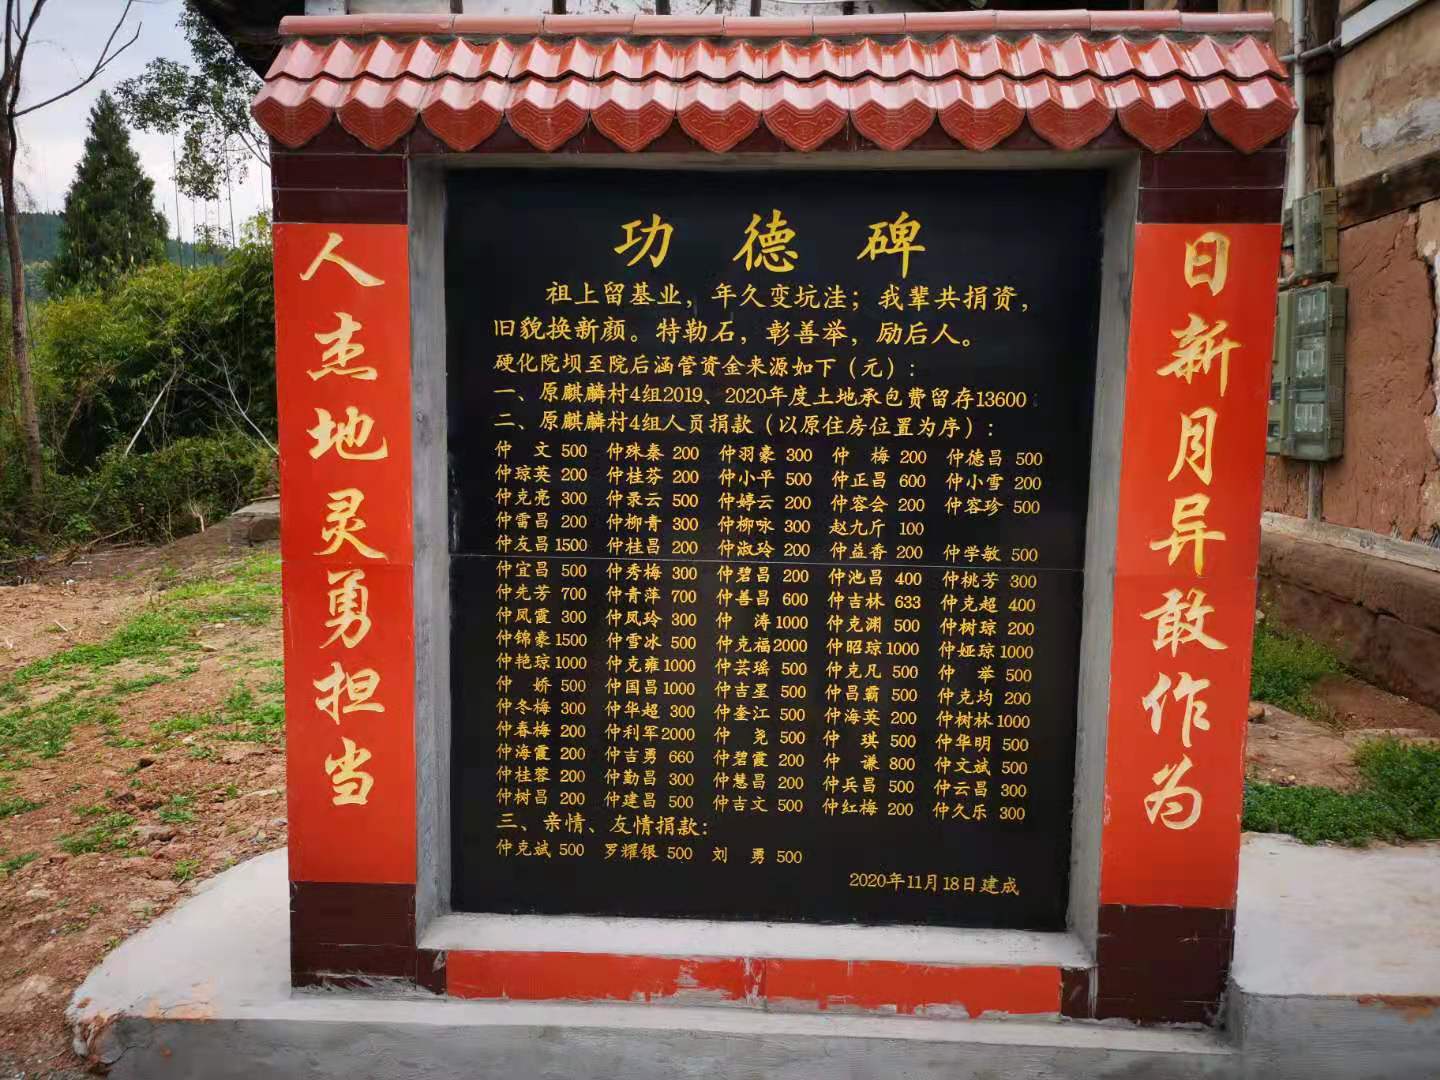 功德碑
祖上留基业，年久变坑洼；我辈共捐资，
旧貌换新颜。特勒石，彰善举，励后人。
硬化院坝至院后涵管资金来源如下（元）：
一、原麒麟村4组2019、2020年度土地承包费留存13600
二、原麒麟村4组人员捐款（以原住房位置为序）：
仲 文 500 仲珠秦 200 仲羽豪 300 仲 梅 200 仲德昌 500
仲琼英 200 仲桂芬 200 仲小平 500 仲正昌 600 仲小雪 200
仲克亮 300 仲录云 500 仲婷云 200 仲容会 200 仲容珍 500
仲雷昌 200 仲柳青 300 仲柳咏 300 赵九斤 100
仲友昌 1500 仲桂昌 200 仲淑玲 200 仲益香 200 仲学敏 500
仲宜昌 500 仲秀梅 300 仲碧昌 200 仲池昌 400 仲桃芳 300
仲先芳 700 仲青萍 700 仲善昌 600 仲吉林 633 仲克超 400
仲凤霞 300 仲凤玲 300 仲 涛 1000 仲克渊 500 仲树琼 200
仲锦豪 1500 仲雪冰 500 仲克福 2000 仲昭琼 1000 仲娅琼 1000
仲艳琼 1000 仲克雍 1000 仲芸瑶 500 仲克凡 500 仲 举 500
仲 娇 500 仲国昌 1000 仲吉星 500 仲昌霸 500 仲克均 200
仲冬梅 300 仲华超 300 仲奎江 500 仲海英 200 仲树林 1000
仲春梅 200 仲利军 2000 仲 尧 500 仲 琪 500 仲华明 500
仲海霞 200 仲吉勇 660 仲碧霞 200 仲 谦 800 仲文斌 500
仲桂蓉 200 仲勤昌 300 仲慧昌 200 仲兵昌 500 仲云昌 300
仲树昌 200 仲建昌 500 仲吉文 500 仲红梅 200 仲久乐 300
三、亲情、友情捐款：
仲克斌 500 罗耀银 500 刘 勇 500
2020年11月18日建成
日新月异敢作为
人杰地灵勇担当